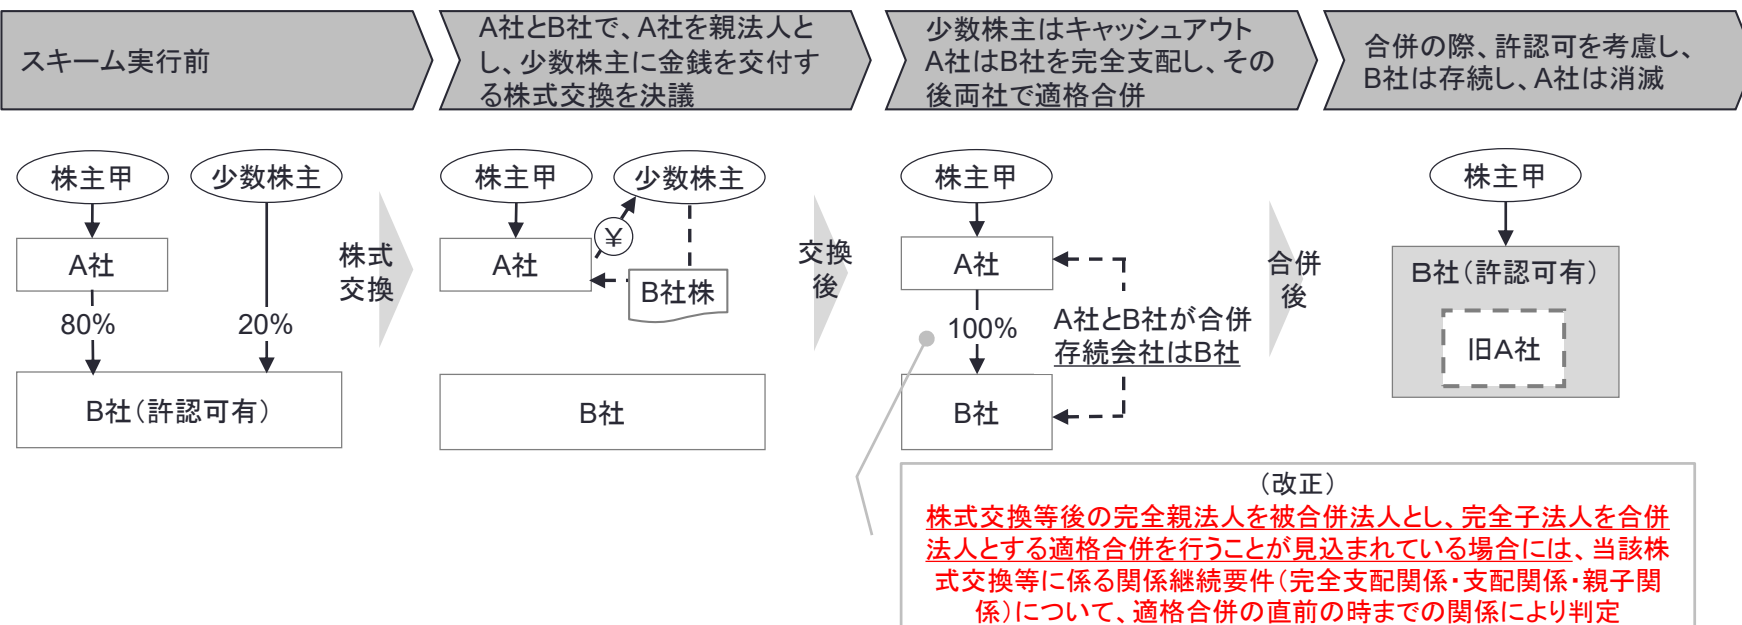 スキーム実行前
A社とB社で、A社を親法人と
し、少数株主に金銭を交付す
る株式交換を決議
少数株主はキャッシュアウト
A社はB社を完全支配し、その
後両社で適格合併
合併の際、許認可を考慮し、
B社は存続し、A社は消滅
株主甲
少数株主
A社
80%
20%
B社（許認可有）
株式
交換
株主甲
少数株主
¥
A社
B社株
B社
交換
後
株主甲
A社
100%
A社とB社が合併
存続会社はB社
B社
合併
後
株主甲
B社（許認可有）
旧A社
（改正）
株式交換等後の完全親法人を被合併法人とし、完全子法人を合併
法人とする適格合併を行うことが見込まれている場合には、当該株
式交換等に係る関係継続要件（完全支配関係・支配関係・親子関
係）について、適格合併の直前の時までの関係により判定